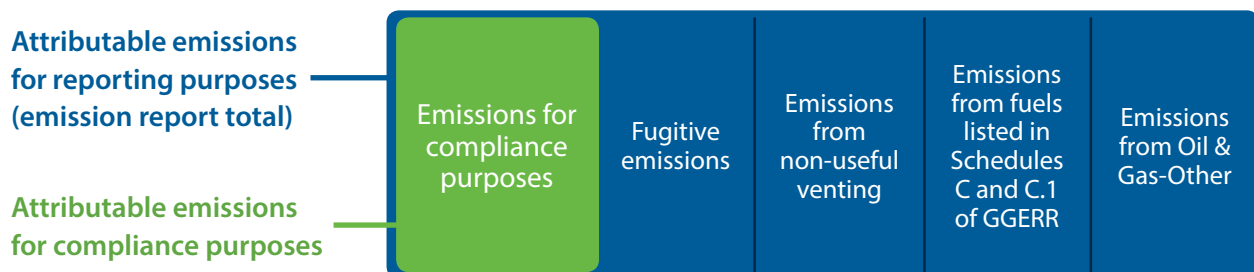 Attributable emissions
for reporting purposes
(emission report total)
Attributable emissions
for compliance purposes
Emissions for
compliance
purposes
Fugitive
emissions
Emissions
from
non-useful
venting
Emissions
from fuels
listed in
Schedules
C and C.1
of GGERR
Emissions
from Oil &
Gas-Other